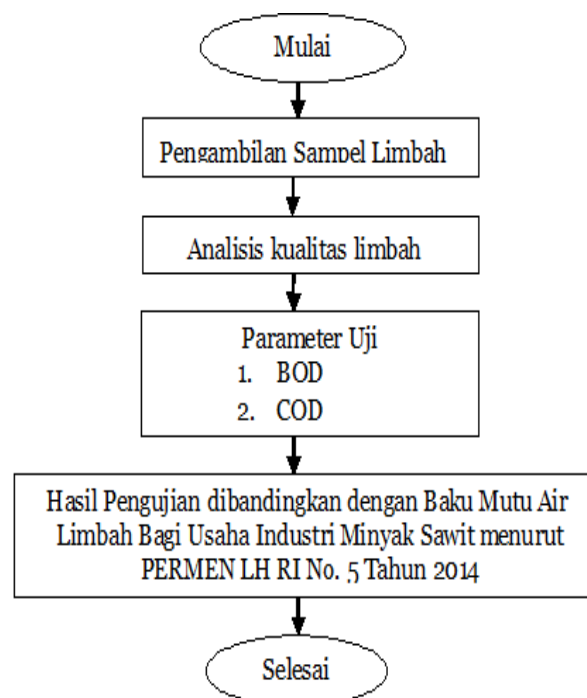 Mulai
Pengambilan Sampel Limbah
Analisis kualitas limbah
Parameter Uji
1. BOD
2. COD
Hasil Pengujian dibandingkan dengan Baku Mutu Air
Limbah Bagi Usaha Industri Minyak Sawit menurut
PERMEN LH RI No. 5 Tahun 2014
Selesai